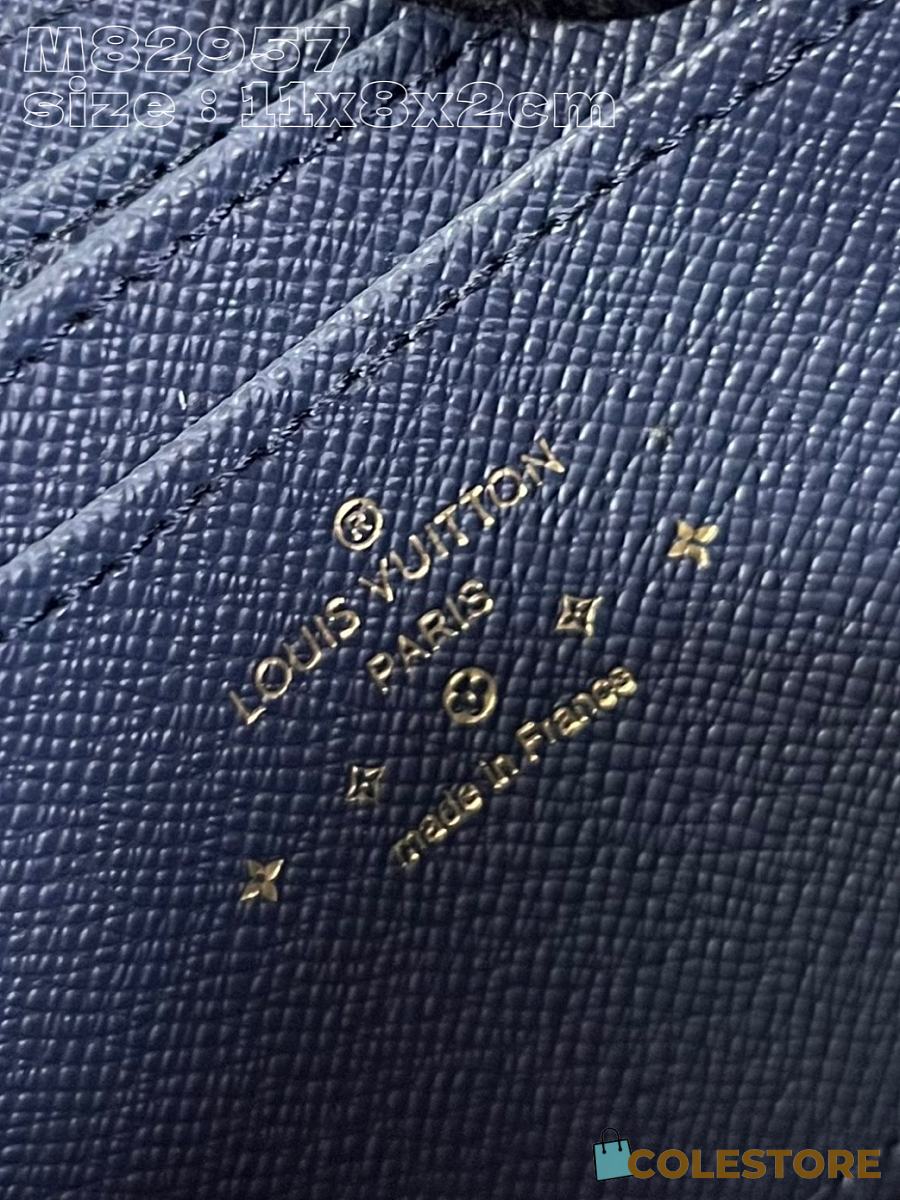 M82957
size : 11x8x2cm
®
LOUIS VUITTON
PARIS
made in France
COLESTORE